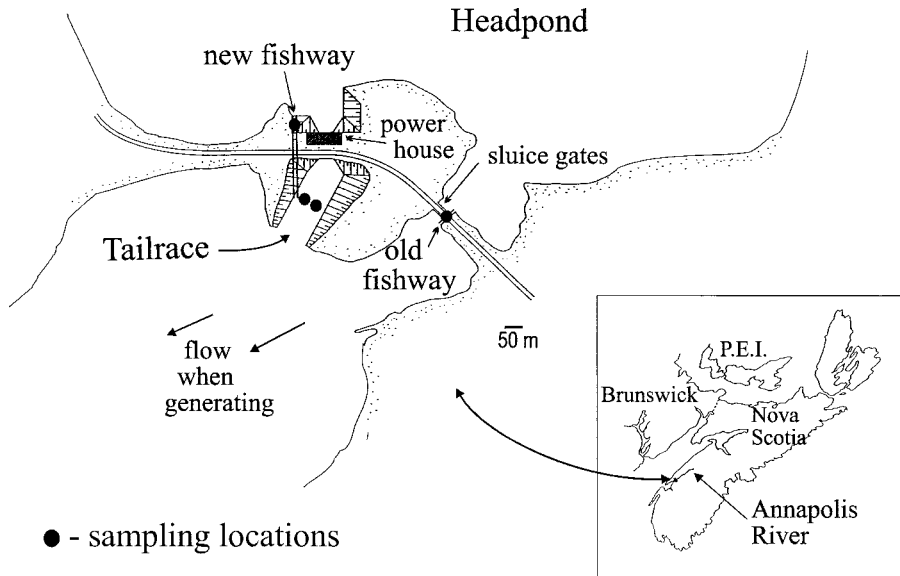 Headpond
new fishway
power
house
sluice gates
Tailrace
old
fishway
50 m
flow
when
generating
P.E.I.
Brunswick
Nova
Scotia
Annapolis
River
- sampling locations